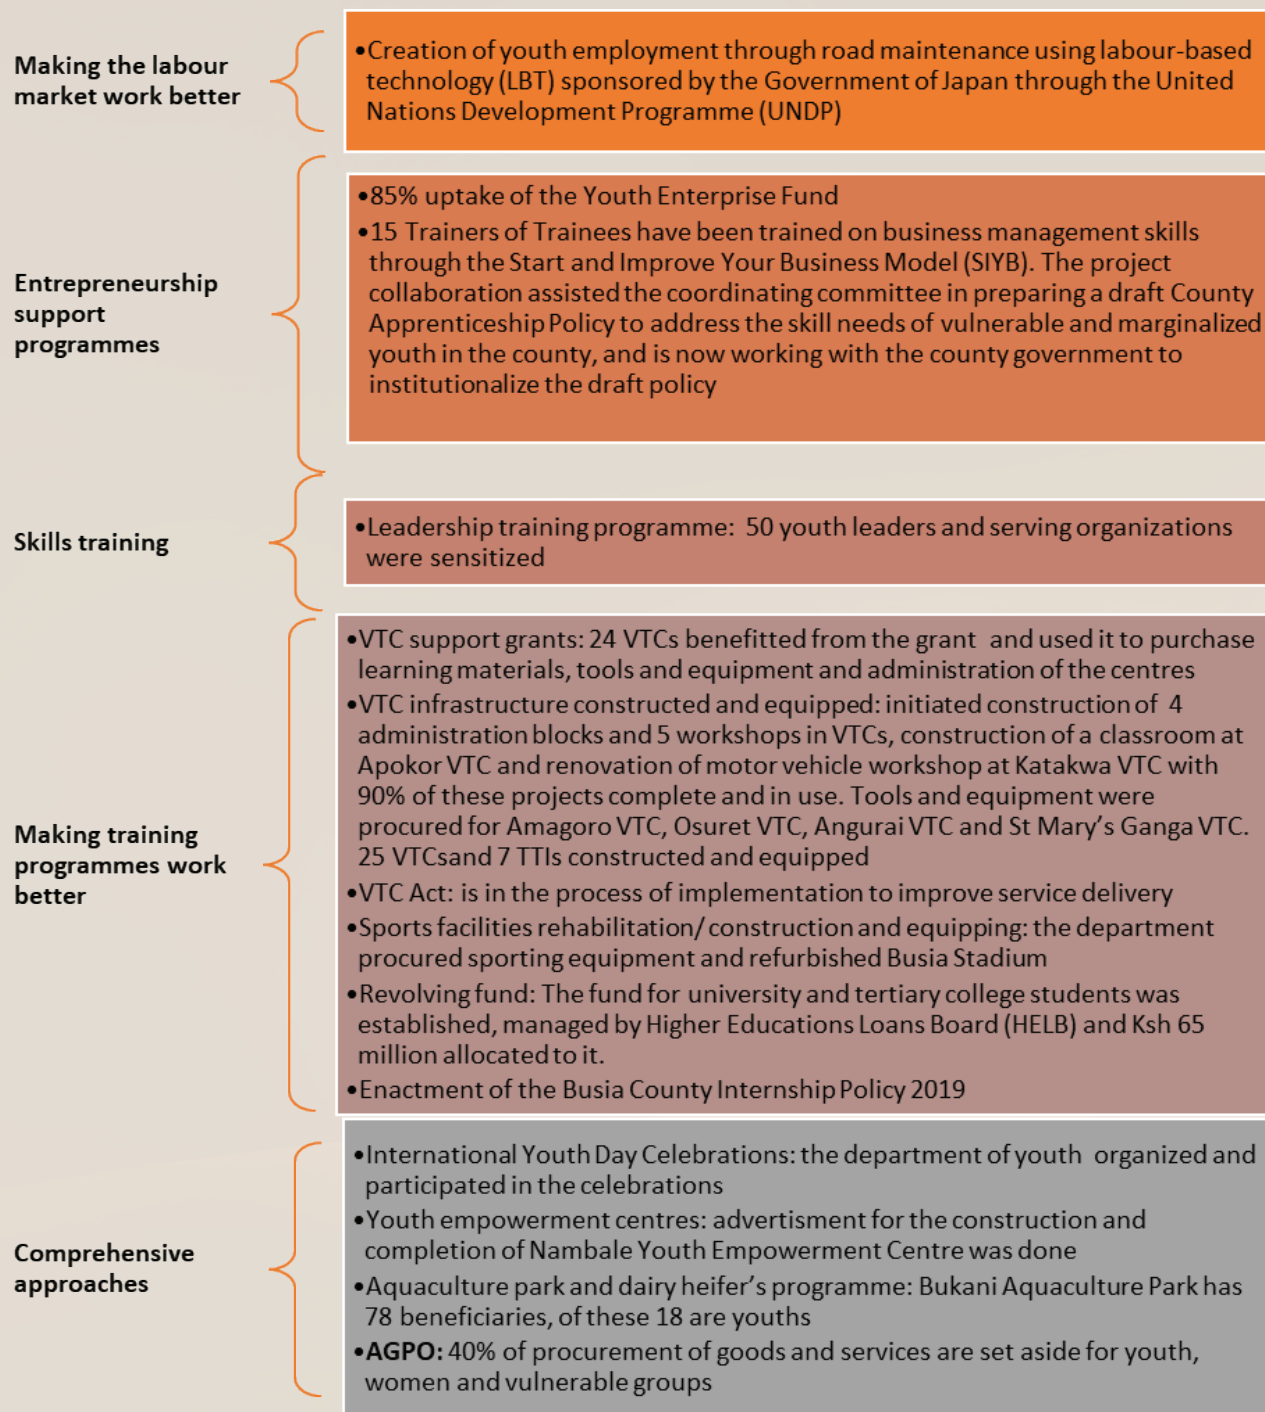 Making the labour
market work better
•Creation of youth employment through road maintenance using labour-based
technology (LBT) sponsored by the Government of Japan through the United
Nations Development Programme (UNDP)
Entrepreneurship
support
programmes
•85% uptake of the Youth Enterprise Fund
•15 Trainers of Trainees have been trained on business management skills
through the Start and Improve Your Business Model (SIYB). The project
collaboration assisted the coordinating committee in preparing a draft County
Apprenticeship Policy to address the skill needs of vulnerable and marginalized
youth in the county, and is now working with the county government to
institutionalize the draft policy
Skills training
•Leadership training programme: 50 youth leaders and serving organizations
were sensitized
Making training
programmes work
better
•VTC support grants: 24 VTCs benefitted from the grant and used it to purchase
learning materials, tools and equipment and administration of the centres
•VTC infrastructure constructed and equipped: initiated construction of 4
administration blocks and 5 workshops in VTCs, construction of a classroom at
Apokor VTC and renovation of motor vehicle workshop at Katakwa VTC with
90% of these projects complete and in use. Tools and equipment were
procured for Amagoro VTC, Osuret VTC, Angurai VTC and St Mary's Ganga VTC.
25 VTCsand 7 TTIs constructed and equipped
•VTC Act: is in the process of implementation to improve service delivery
•Sports facilities rehabilitation/ construction and equipping: the department
procured sporting equipment and refurbished Busia Stadium
•Revolving fund: The fund for university and tertiary college students was
established, managed by Higher Educations Loans Board (HELB) and Ksh 65
million allocated to it.
•Enactment of the Busia County Internship Policy 2019
Comprehensive
approaches
•International Youth Day Celebrations: the department of youth organized and
participated in the celebrations
•Youth empowerment centres: advertisment for the construction and
completion of Nambale Youth Empowerment Centre was done
•Aquaculture park and dairy heifer's programme: Bukani Aquaculture Park has
78 beneficiaries, of these 18 are youths
•AGPO: 40% of procurement of goods and services are set aside for youth,
women and vulnerable groups